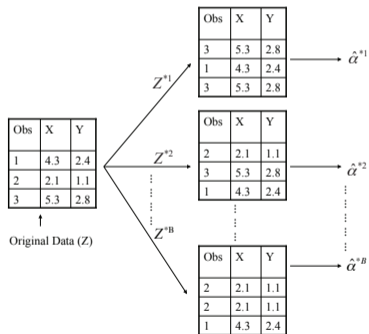 Obs X Y
3 5.3 2.8
1 4.3 2.4
3 5.3 2.8
α̂*1
Z*1
Obs X Y
1 4.3 2.4
2 2.1 1.1
3 5.3 2.8
Original Data (Z)
Z*2
Obs X Y
2 2.1 1.1
3 5.3 2.8
1 4.3 2.4
α̂*2
Z*B
Obs X Y
2 2.1 1.1
2 2.1 1.1
1 4.3 2.4
α̂*B